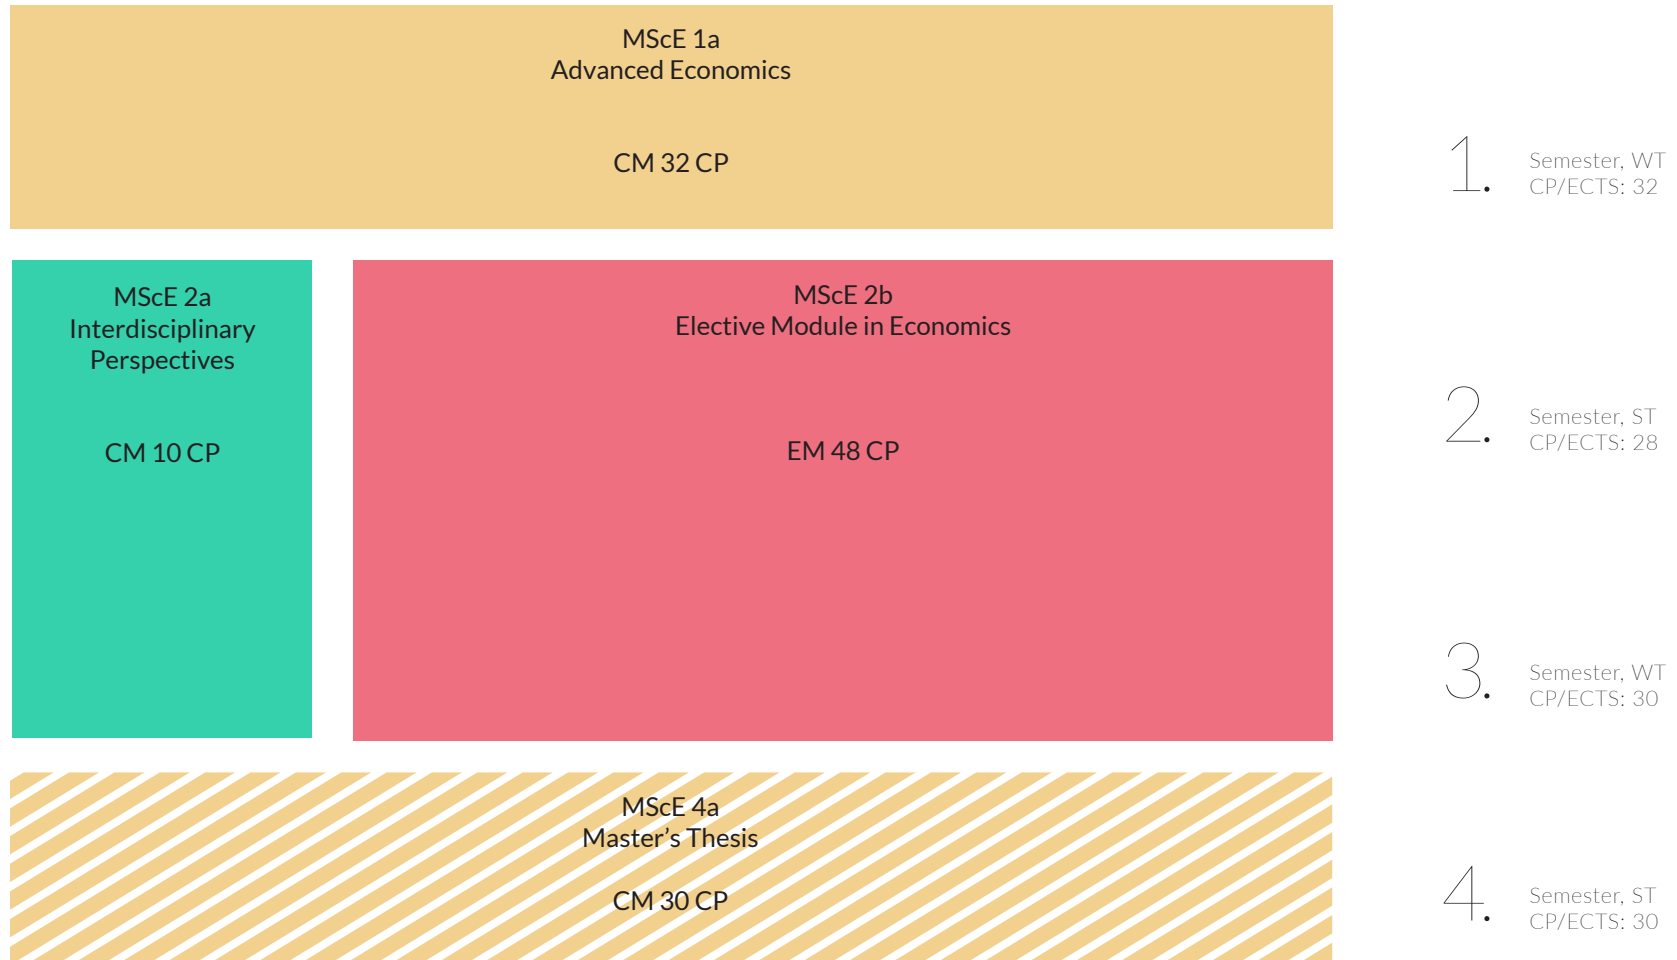 MScE 1a
Advanced Economics
CM 32 CP
1.
Semester, WT
CP/ECTS: 32
MScE 2a
Interdisciplinary
Perspectives
CM 10 CP
MScE 2b
Elective Module in Economics
EM 48 CP
2.
Semester, ST
CP/ECTS: 28
3.
Semester, WT
CP/ECTS: 30
MScE 4a
Master’s Thesis
CM 30 CP
4.
Semester, ST
CP/ECTS: 30